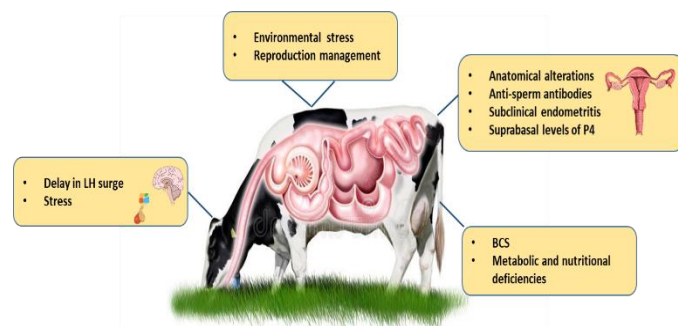 • Environmental stress
• Reproduction management
• Anatomical alterations
• Anti-sperm antibodies
• Subclinical endometritis
• Suprabasal levels of P4
• Delay in LH surge
• Stress
• BCS
• Metabolic and nutritional
deficiencies